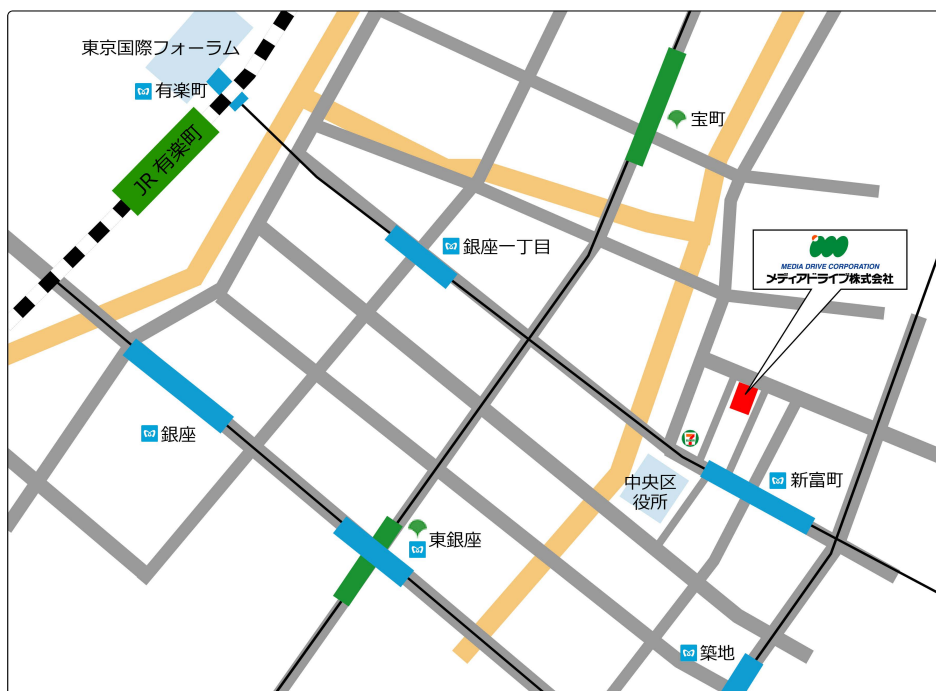 東京国際フォーラム
有楽町
JR 有楽町
宝町
銀座一丁目
MEDIA DRIVE CORPORATION
メディアドライブ株式会社
銀座
7
中央区
役所
新富町
東銀座
築地